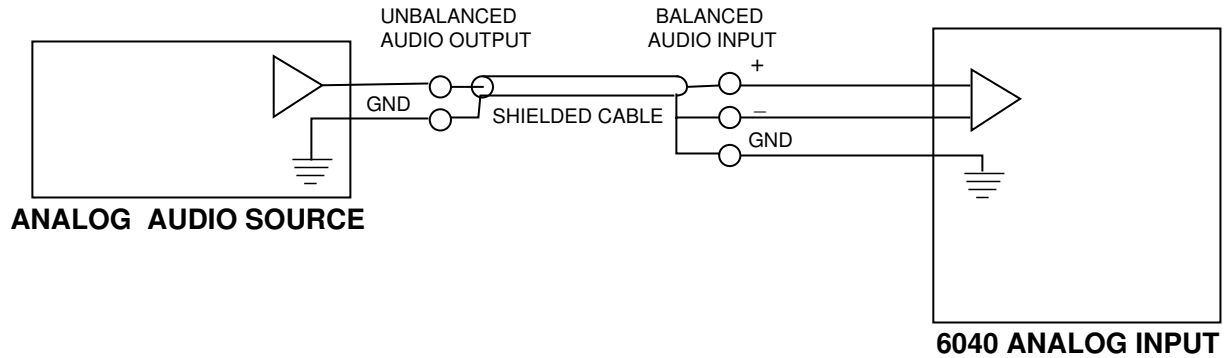 UNBALANCED
AUDIO OUTPUT
BALANCED
AUDIO INPUT
+
GND
SHIELDED CABLE
–
GND
ANALOG AUDIO SOURCE
6040 ANALOG INPUT